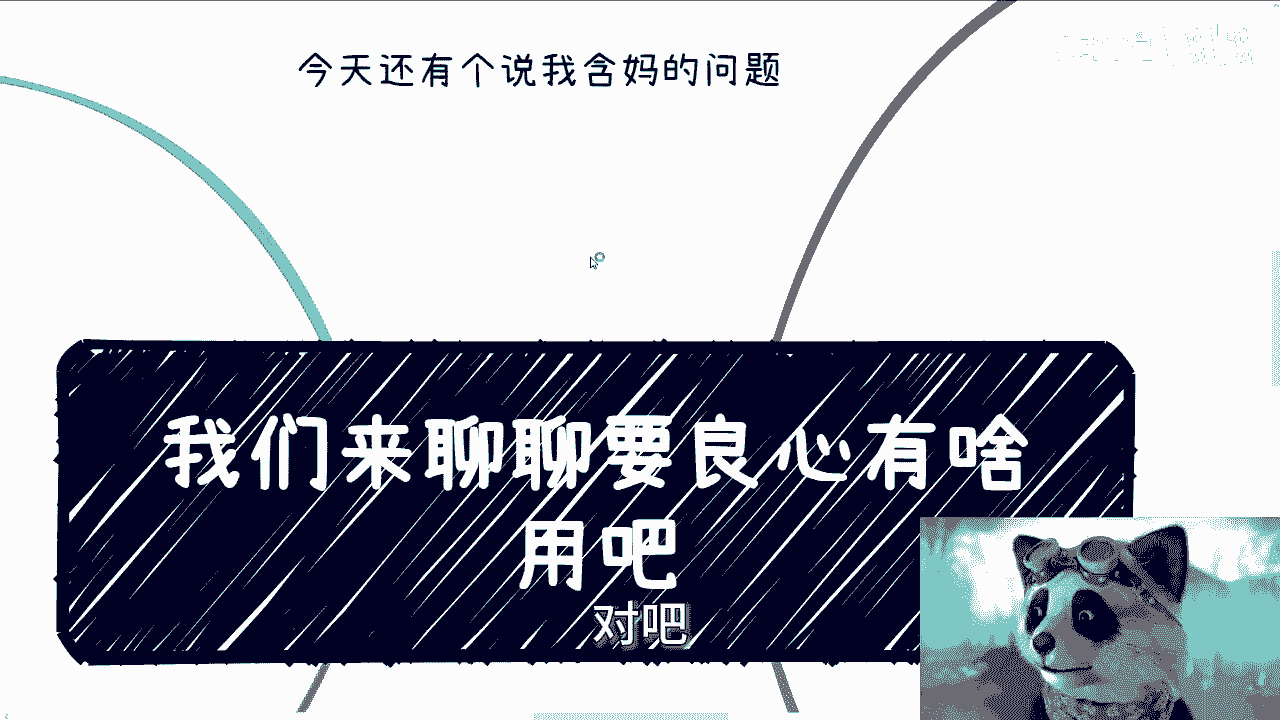 今天还有个说我含妈的问题
我们来聊聊要良心有啥
用吧
对吧